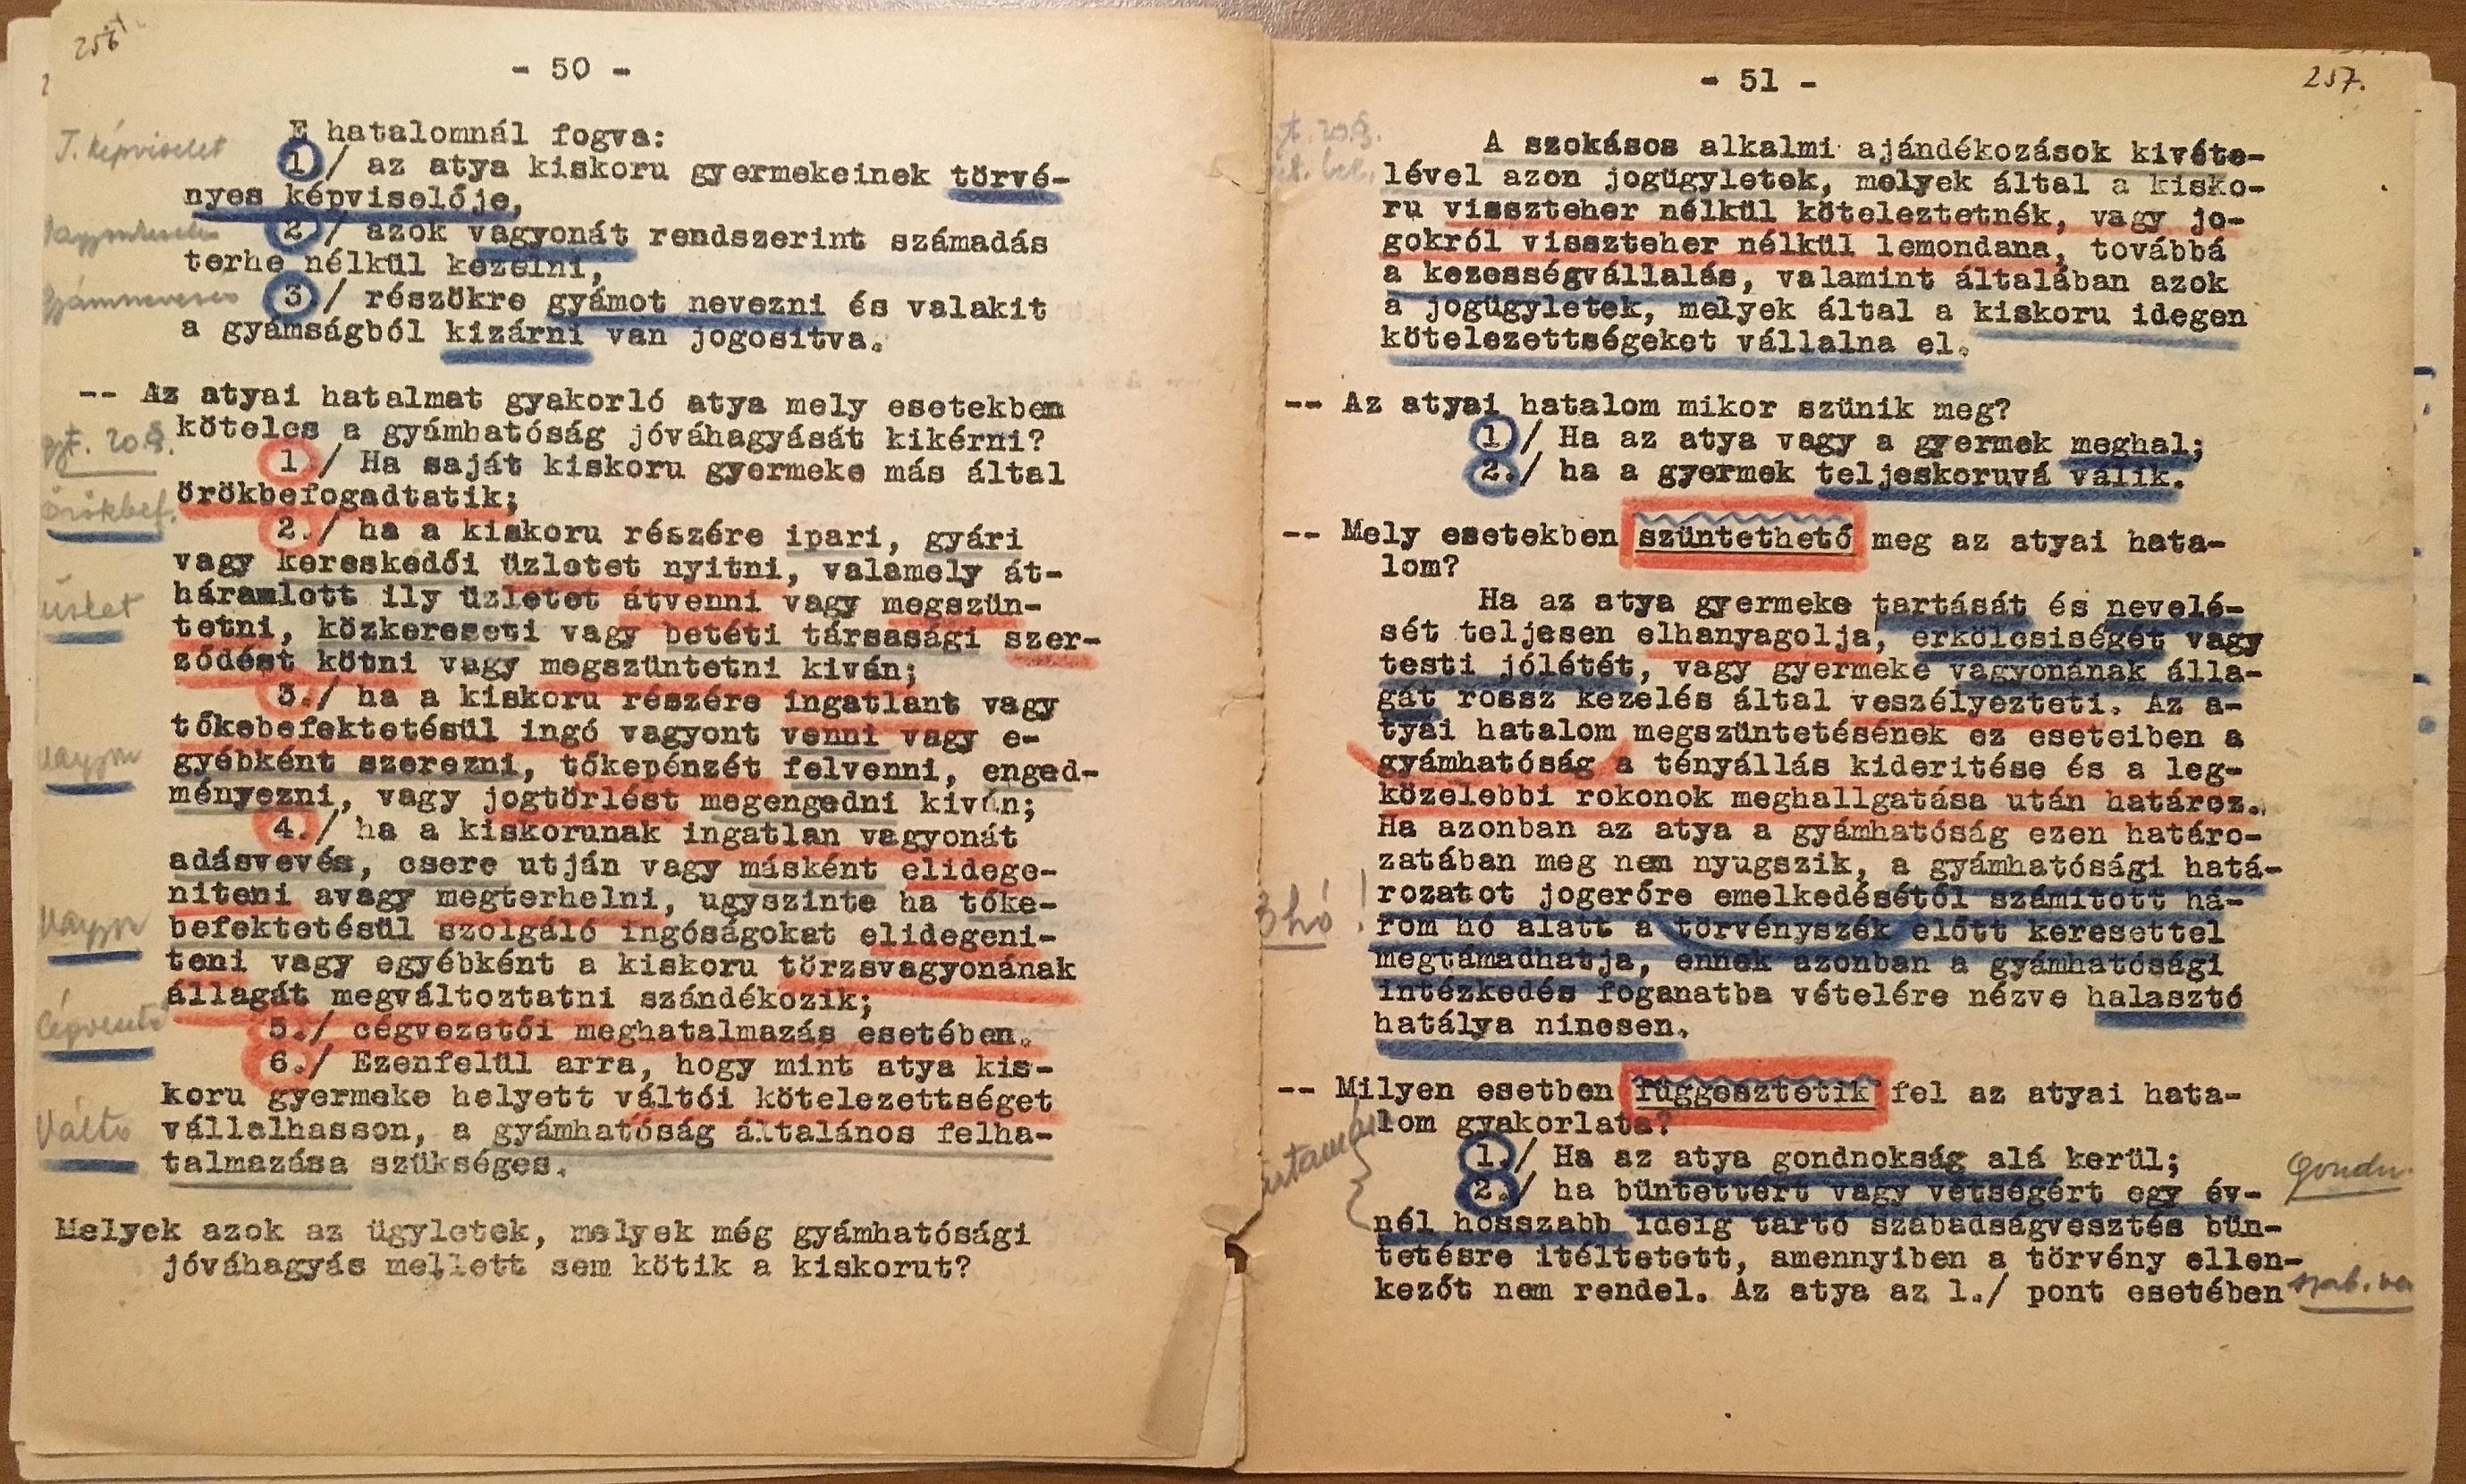 256
- 50 -
E hatalomnál fogva:
T. képviselet
1./ az atya kiskoru gyermekeinek törvé-
nyes képviselője,
2./ azok vagyonát rendszerint számadás
terhe nélkül kezelni,
3./ részökre gyámot nevezni és valakit
a gyámságból kizárni van jogositva.
-- Az atyai hatalmat gyakorló atya mely esetekben
köteles a gyámhatóság jóváhagyását kikérni?
gyt. 20.§.
1./ Ha saját kiskoru gyermeke más által
örökbefogadtatik;
örökbef.
2./ ha a kiskoru részére ipari, gyári
vagy kereskedői üzletet nyitni, valamely át-
háramlott ily üzletet átvenni vagy megszün-
üzlet
tetni, közkereseti vagy betéti társasági szer-
ződést kötni vagy megszüntetni kiván;
3./ ha a kiskoru részére ingatlant vagy
tőkebefektetésül ingó vagyont venni vagy e-
vagyon
gyébként szerezni, tőkepénzét felvenni, enged-
ményezni, vagy jogtörlést megengedni kiván;
4./ ha a kiskorunak ingatlan vagyonát
adásvevés, csere utján vagy másként elidege-
niteni avagy megterhelni, ugyszinte ha tőke-
Vagyon
befektetésül szolgáló ingóságokat elidegeni-
teni vagy egyébként a kiskoru törzsvagyonának
állagát megváltoztatni szándékozik;
5./ cégvezetői meghatalmazás esetében.
6./ Ezenfelül arra, hogy mint atya kis-
koru gyermeke helyett váltói kötelezettséget
Váltó
vállalhasson, a gyámhatóság általános felha-
talmazása szükséges.
Melyek azok az ügyletek, melyek még gyámhatósági
jóváhagyás mellett sem kötik a kiskorut?
257.
- 51 -
A szokásos alkalmi ajándékozások kivéte-
lével azon jogügyletek, melyek által a kisko-
ru visszteher nélkül köteleztetnék, vagy jo-
gokról visszteher nélkül lemondana, továbbá
a kezességvállalás, valamint általában azok
a jogügyletek, melyek által a kiskoru idegen
kötelezettségeket vállalna el.
-- Az atyai hatalom mikor szünik meg?
1./ Ha az atya vagy a gyermek meghal;
2./ ha a gyermek teljeskoruvá válik.
-- Mely esetekben szüntethető meg az atyai hata-
lom?
Ha az atya gyermeke tartását és nevelé-
sét teljesen elhanyagolja, erkölcsiségét vagy
testi jólétét, vagy gyermeke vagyonának álla-
gát rossz kezelés által veszélyezteti. Az a-
tyai hatalom megszüntetésének ez eseteiben a
gyámhatóság a tényállás kideritése és a leg-
közelebbi rokonok meghallgatása után határoz.
Ha azonban az atya a gyámhatóság ezen határo-
zatában meg nem nyugszik, a gyámhatósági hatá-
rozatot jogerőre emelkedésétől számitott há-
3 hó!
rom hó alatt a törvényszék előtt keresettel
megtámadhatja, ennek azonban a gyámhatósági
intézkedés foganatba vételére nézve halasztó
hatálya nincsen.
-- Milyen esetben függesztetik fel az atyai hata-
lom gyakorlata?
1./ Ha az atya gondnokság alá kerül;
Gondn.
2./ ha büntettért vagy vétségért egy év-
nél hosszabb ideig tartó szabadságvesztés bün-
tetésre itéltetett, amennyiben a törvény ellen-
kezőt nem rendel. Az atya az 1./ pont esetében